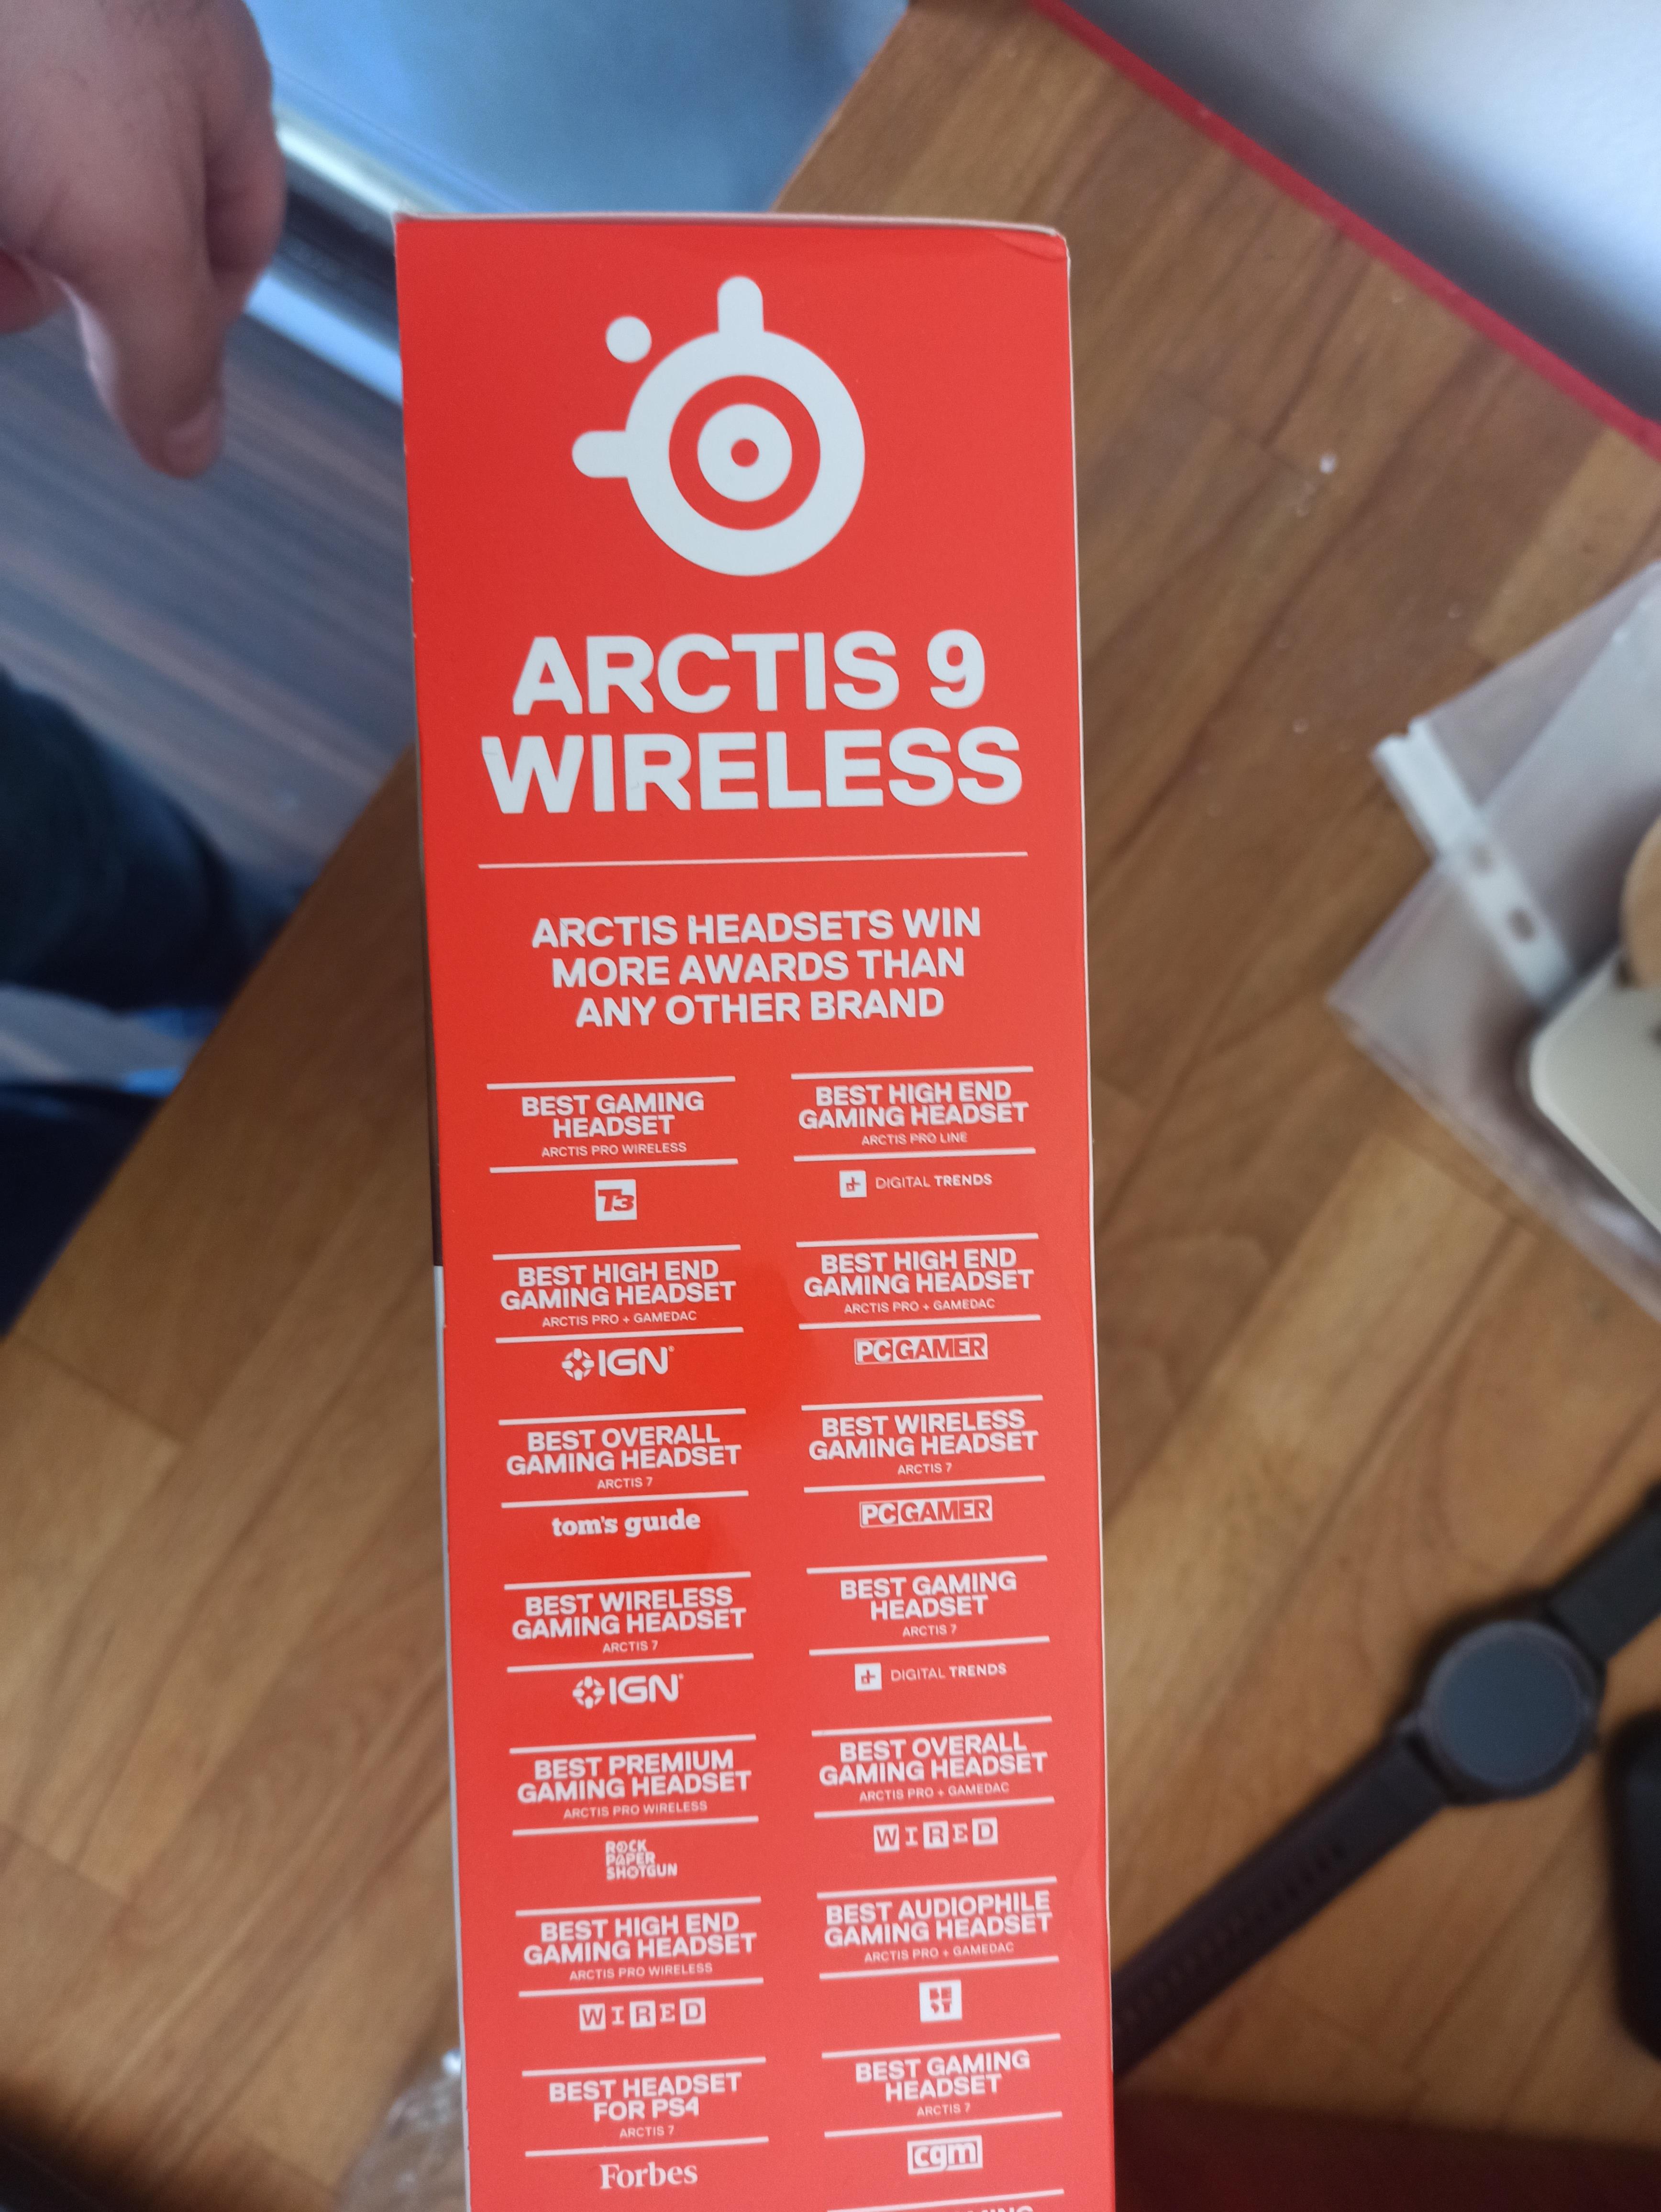 ARCTIS 9
WIRELESS
ARCTIS HEADSETS WIN
MORE AWARDS THAN
ANY OTHER BRAND
BEST GAMING
HEADSET
ARCTIS PRO WIRELESS
T3
BEST HIGH END
GAMING HEADSET
ARCTIS PRO LINE
DIGITAL TRENDS
BEST HIGH END
GAMING HEADSET
ARCTIS PRO + GAMEDAC
IGN
BEST HIGH END
GAMING HEADSET
ARCTIS PRO + GAMEDAC
PC GAMER
BEST OVERALL
GAMING HEADSET
ARCTIS 7
tom's guide
BEST WIRELESS
GAMING HEADSET
ARCTIS 7
PC GAMER
BEST WIRELESS
GAMING HEADSET
ARCTIS 7
IGN
BEST GAMING
HEADSET
ARCTIS 7
DIGITAL TRENDS
BEST PREMIUM
GAMING HEADSET
ARCTIS PRO WIRELESS
ROCK
PAPER
SHOTGUN
BEST OVERALL
GAMING HEADSET
ARCTIS PRO + GAMEDAC
WIRED
BEST HIGH END
GAMING HEADSET
ARCTIS PRO WIRELESS
WIRED
BEST AUDIOPHILE
GAMING HEADSET
ARCTIS PRO + GAMEDAC
BE
ST
BEST HEADSET
FOR PS4
ARCTIS 7
Forbes
BEST GAMING
HEADSET
ARCTIS 7
cgm